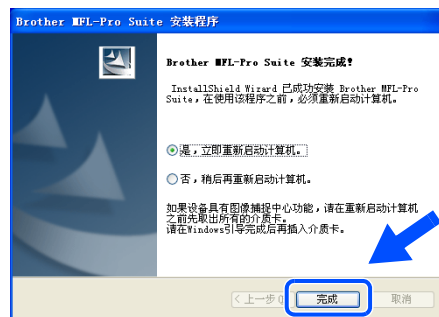 Brother MFL-Pro Suite 安装程序
Brother MFL-Pro Suite 安装完成!
InstallShield Wizard 已成功安装 Brother MFL-Pro
Suite，在使用该程序之前，必须重新启动计算机。
是，立即重新启动计算机。
否，稍后再重新启动计算机。
如果设备具有图像捕捉中心功能，请在重新启动计算机
之前先取出所有的介质卡。
请在Windows引导完成后再插入介质卡。
<上一步 完成 取消